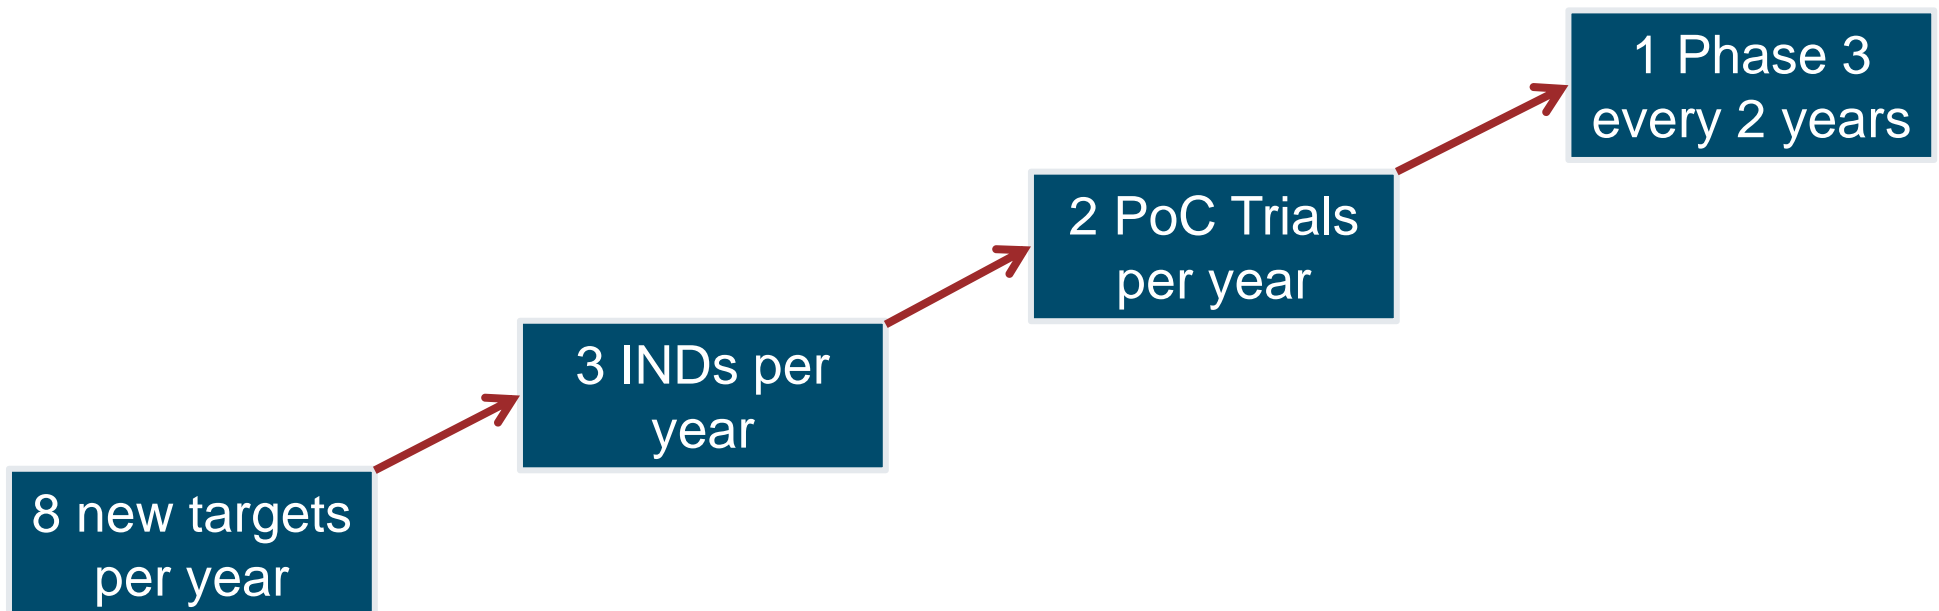 1 Phase 3
every 2 years
2 PoC Trials
per year
3 INDs per
year
8 new targets
per year